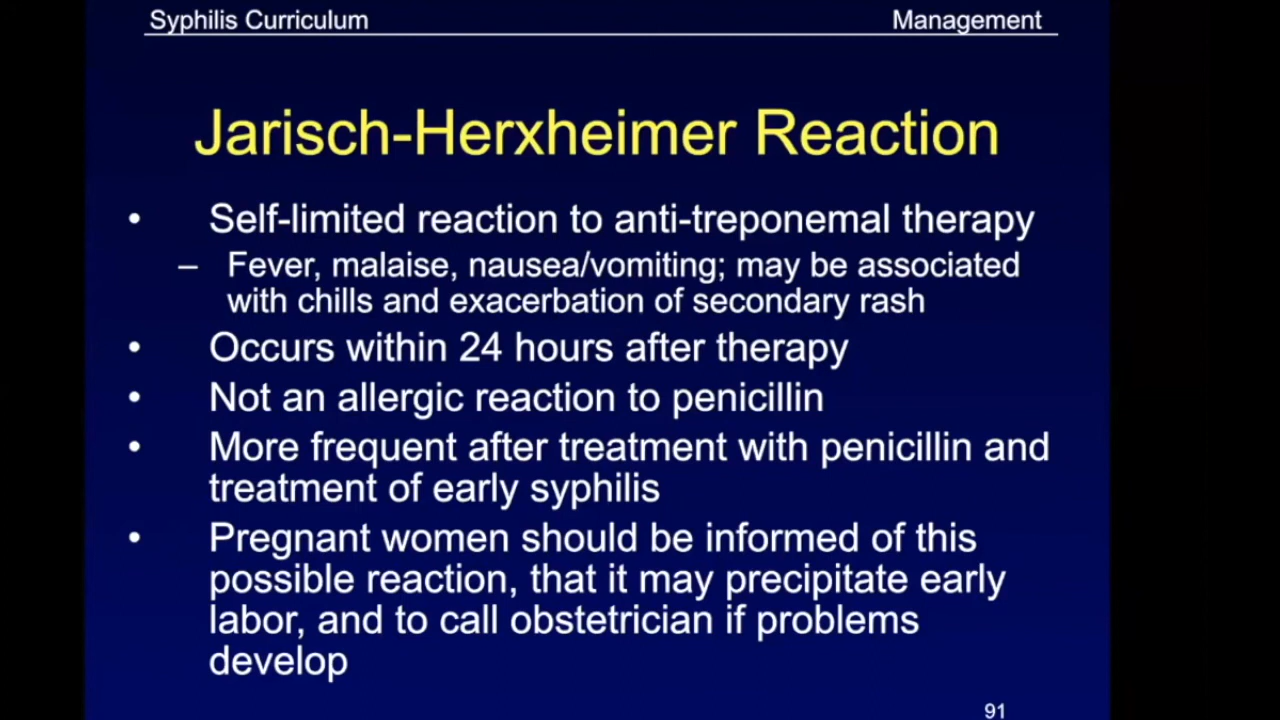 Syphilis Curriculum Management
Jarisch-Herxheimer Reaction
• Self-limited reaction to anti-treponemal therapy
– Fever, malaise, nausea/vomiting; may be associated
with chills and exacerbation of secondary rash
• Occurs within 24 hours after therapy
• Not an allergic reaction to penicillin
• More frequent after treatment with penicillin and
treatment of early syphilis
• Pregnant women should be informed of this
possible reaction, that it may precipitate early
labor, and to call obstetrician if problems
develop
91